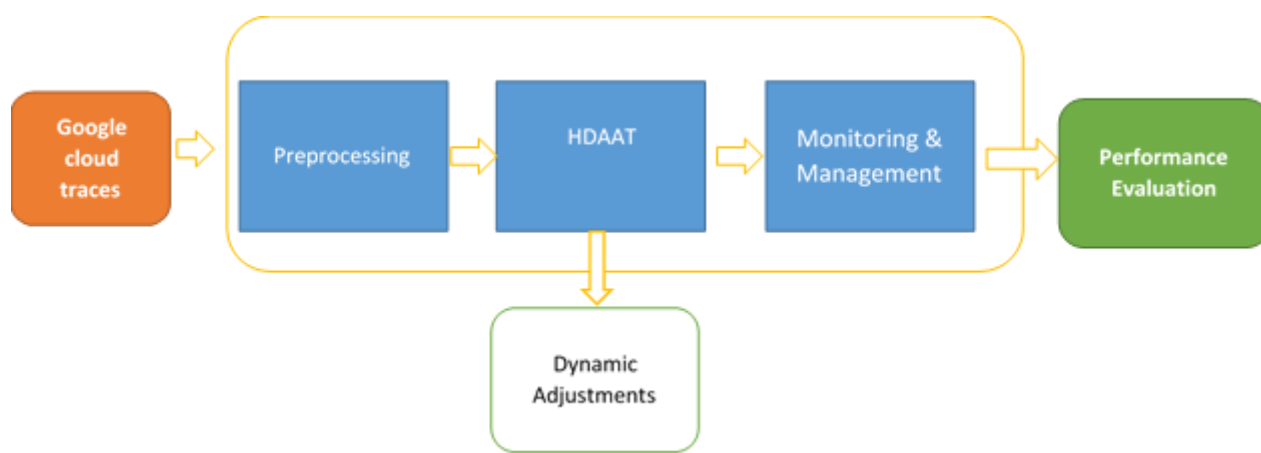 Google
cloud
traces
Preprocessing
HDAAT
Monitoring &
Management
Performance
Evaluation
Dynamic
Adjustments